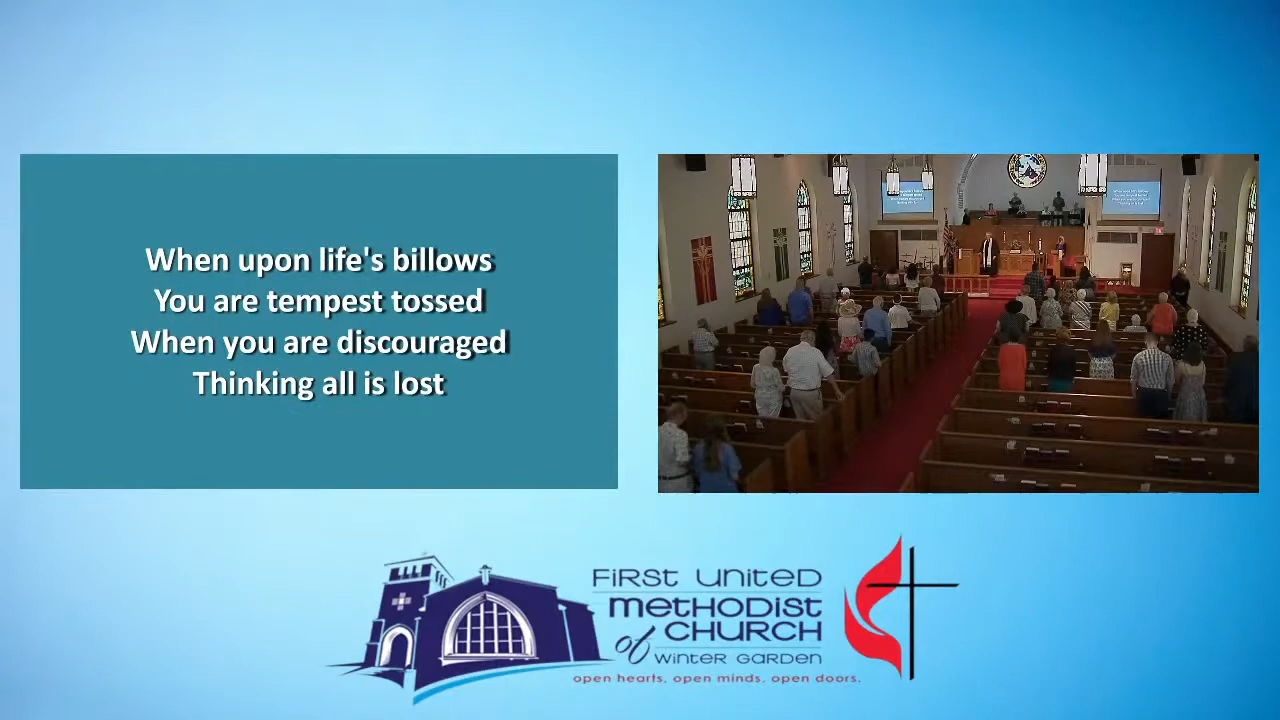 When upon life's billows
You are tempest tossed
When you are discouraged
Thinking all is lost
FIRST UNITED
METHODIST
of CHURCH
WINTER GARDEN
open hearts, open minds, open doors.